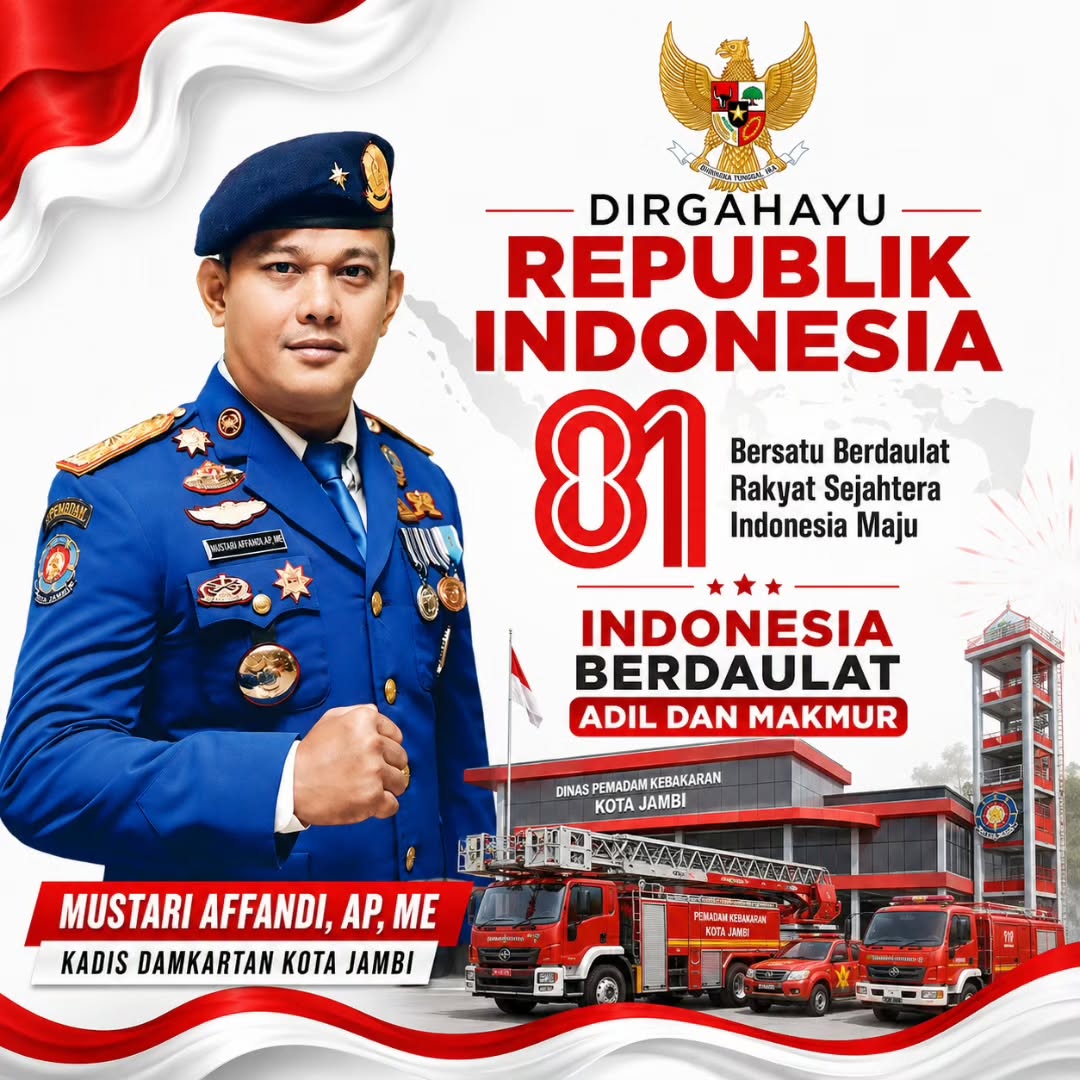 BHINNEKA TUNGGAL IKA
DIRGAHAYU
REPUBLIK
INDONESIA
81
Bersatu Berdaulat
Rakyat Sejahtera
Indonesia Maju
INDONESIA
BERDAULAT
ADIL DAN MAKMUR
PEMADAM
MUSTARI AFFANDI,AP,ME
DINAS PEMADAM KEBAKARAN
KOTA JAMBI
PEMADAM KEBAKARAN
KOTA JAMBI
MUSTARI AFFANDI, AP, ME
KADIS DAMKARTAN KOTA JAMBI